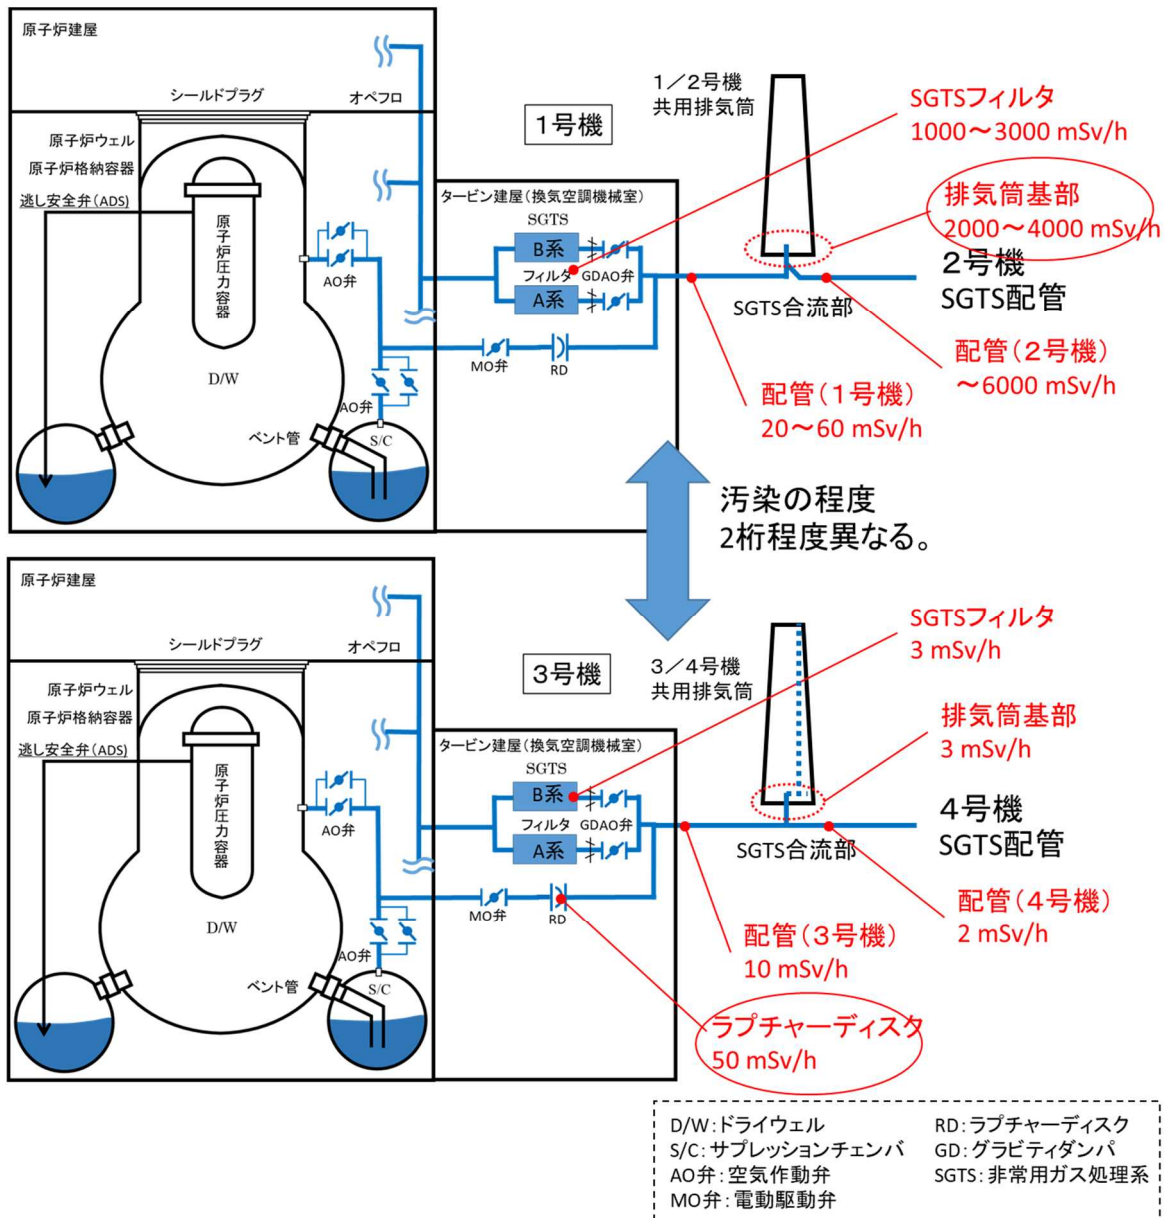 原子炉建屋
シールドプラグ
オペフロ
原子炉ウェル
原子炉格納容器
逃し安全弁(ADS)
原子炉圧力容器
AO弁
D/W
AO弁
ベント管
S/C
1号機
タービン建屋(換気空調機械室)
SGTS
B系
フィルタ
GDAO弁
A系
MO弁
RD
1/2号機
共用排気筒
SGTSフィルタ
1000～3000 mSv/h
排気筒基部
2000～4000 mSv/h
2号機
SGTS配管
SGTS合流部
配管(2号機)
～6000 mSv/h
配管(1号機)
20～60 mSv/h
汚染の程度
2桁程度異なる。
原子炉建屋
シールドプラグ
オペフロ
原子炉ウェル
原子炉格納容器
逃し安全弁(ADS)
原子炉圧力容器
AO弁
D/W
AO弁
ベント管
S/C
3号機
タービン建屋(換気空調機械室)
SGTS
B系
フィルタ
GDAO弁
A系
MO弁
RD
3/4号機
共用排気筒
SGTSフィルタ
3 mSv/h
排気筒基部
3 mSv/h
4号機
SGTS配管
SGTS合流部
配管(4号機)
2 mSv/h
配管(3号機)
10 mSv/h
ラプチャーディスク
50 mSv/h
D/W:ドライウェル
S/C:サプレッションチェンバ
AO弁:空気作動弁
MO弁:電動駆動弁
RD:ラプチャーディスク
GD:グラビティダンパ
SGTS:非常用ガス処理系